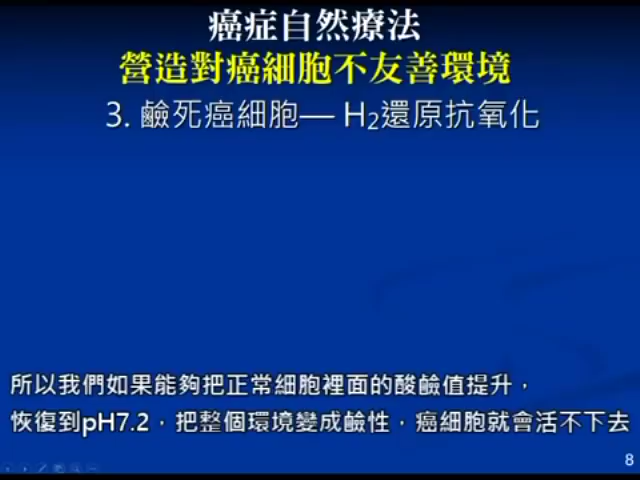 癌症自然療法
營造對癌細胞不友善環境
3. 鹼死癌細胞— H₂還原抗氧化
所以我們如果能夠把正常細胞裡面的酸鹼值提升，
恢復到pH7.2，把整個環境變成鹼性，癌細胞就會活不下去
8